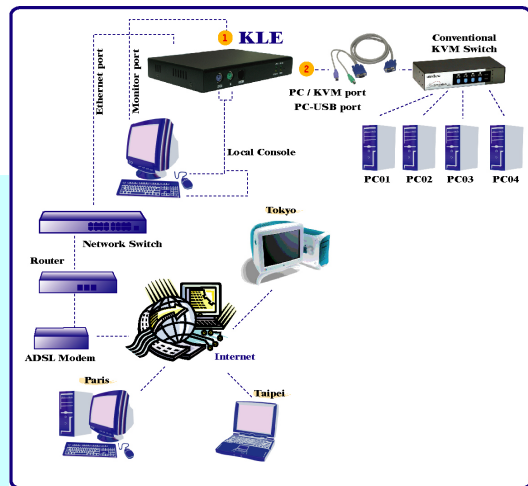 1 KLE
Ethernet port
Monitor port
2
PC / KVM port
PC-USB port
Conventional
KVM Switch
Local Console
PC01 PC02 PC03 PC04
Network Switch
Tokyo
Router
Internet
ADSL Modem
Paris
Taipei